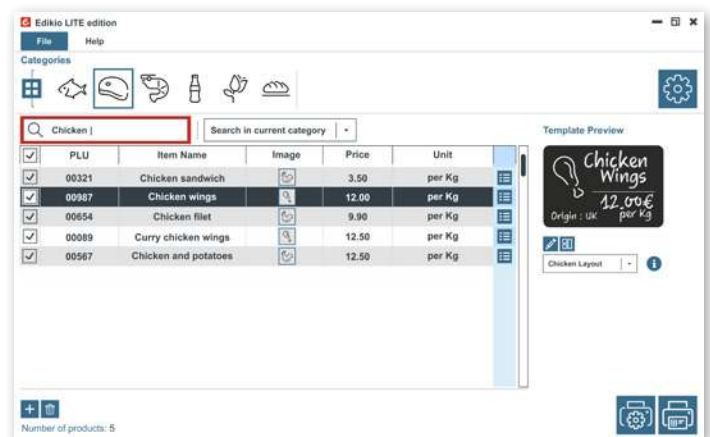 Edikio LITE edition
File Help
Categories
Chicken |
Search in current category
Template Preview
PLU Item Name Image Price Unit
00321 Chicken sandwich 3.50 per Kg
00987 Chicken wings 12.00 per Kg
00654 Chicken filet 9.90 per Kg
00089 Curry chicken wings 12.50 per Kg
00567 Chicken and potatoes 12.50 per Kg
Chicken
Wings
12.00€
Origin : UK per Kg
Chicken Layout
Number of products: 5